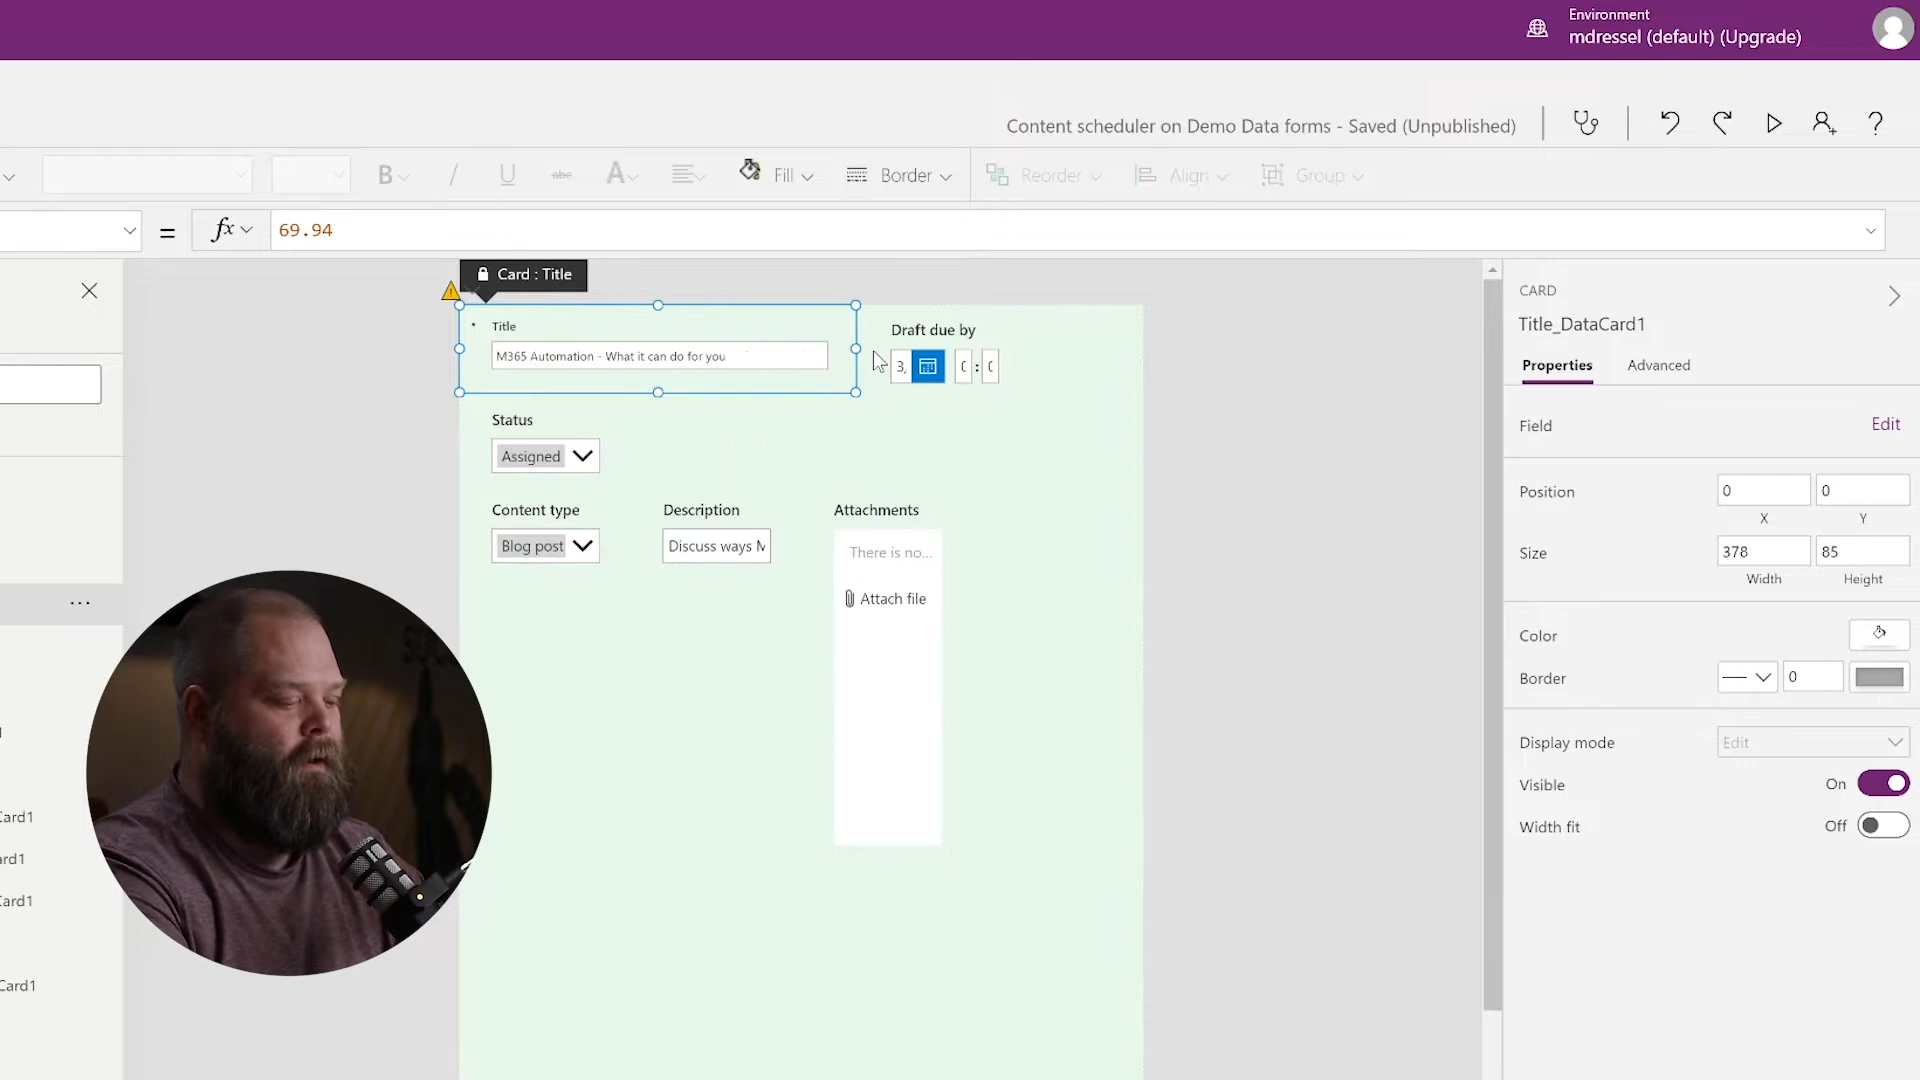 Environment
mdressel (default) (Upgrade)
Content scheduler on Demo Data forms - Saved (Unpublished)
B / U abc A Fill Border Reorder Align Group
= fx 69.94
Card : Title
CARD
Title_DataCard1
Properties Advanced
* Title
M365 Automation - What it can do for you
Draft due by
3, :
Field Edit
Status
Assigned
Position 0 0
X Y
Size 378 85
Width Height
Content type Description Attachments
Blog post Discuss ways M There is no...
Attach file
Color
Border 0
Display mode Edit
Visible On
Width fit Off
Card1
ard1
Card1
Card1